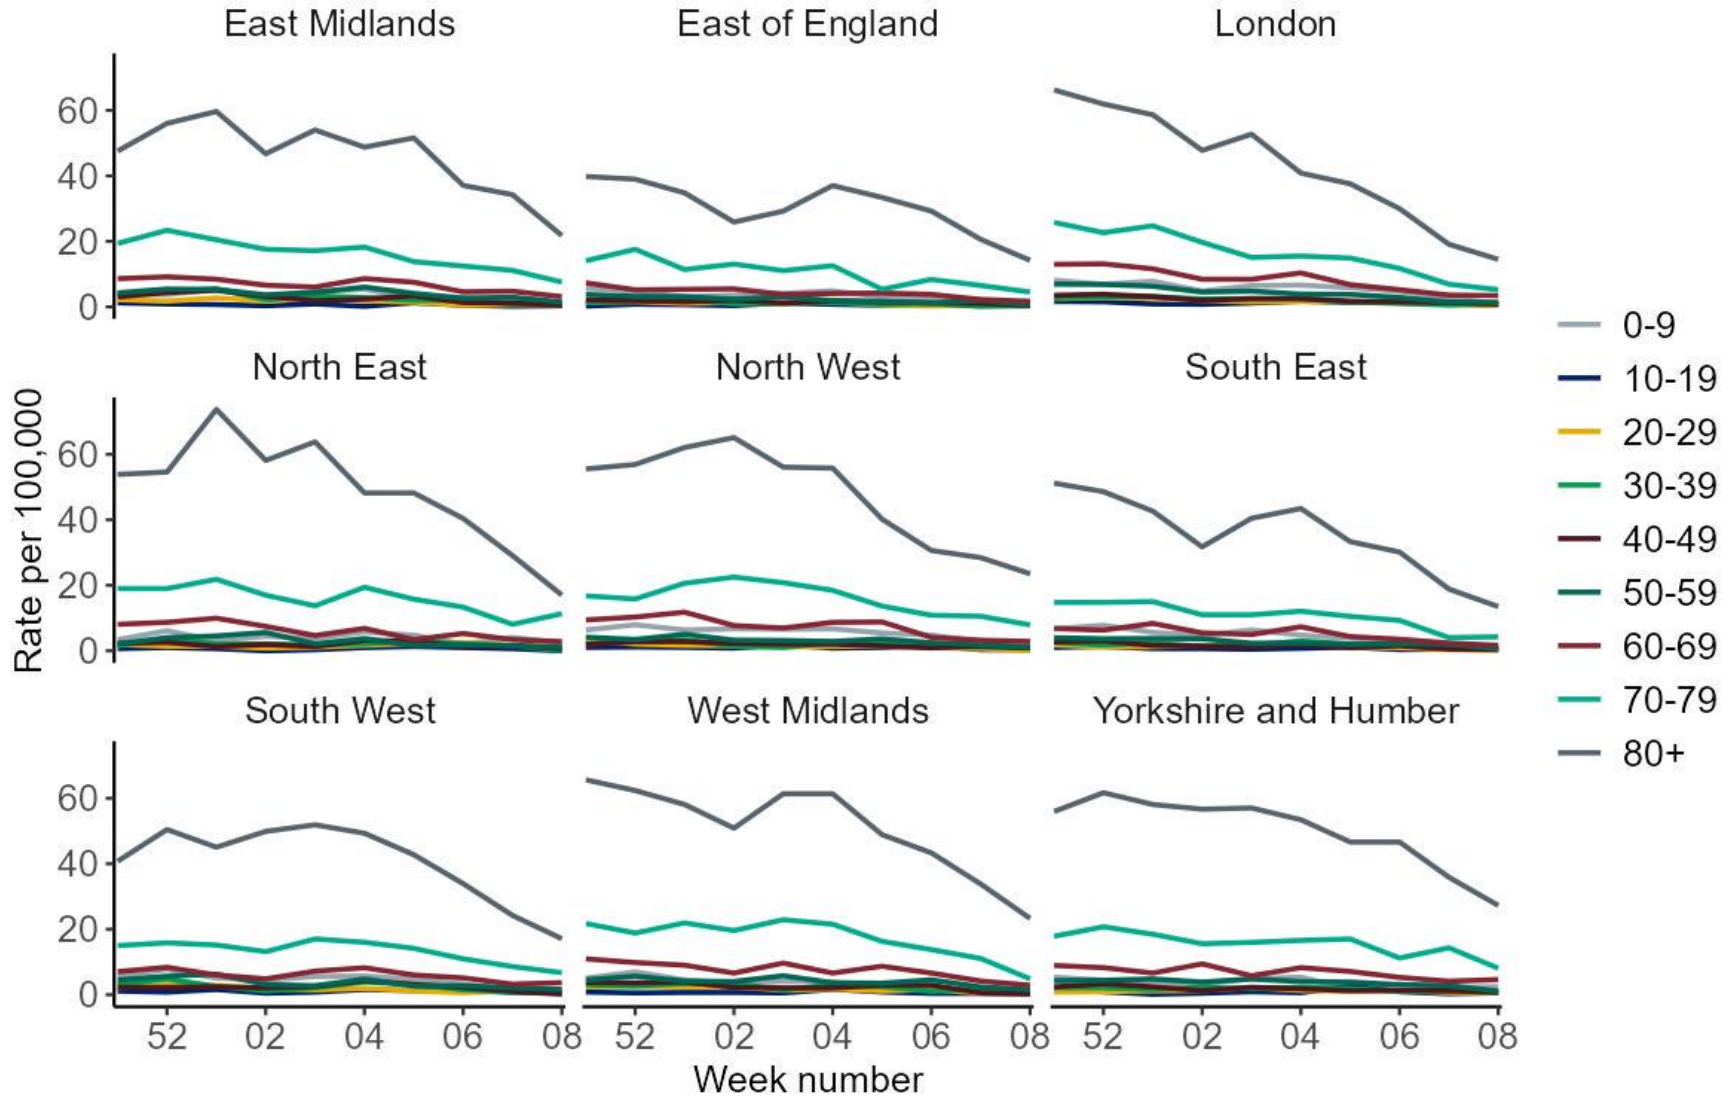 East Midlands
East of England
London
60
40
20
0
North East
North West
South East
60
40
20
0
Rate per 100,000
South West
West Midlands
Yorkshire and Humber
60
40
20
0
52 02 04 06 08 52 02 04 06 08 52 02 04 06 08
Week number
0-9
10-19
20-29
30-39
40-49
50-59
60-69
70-79
80+